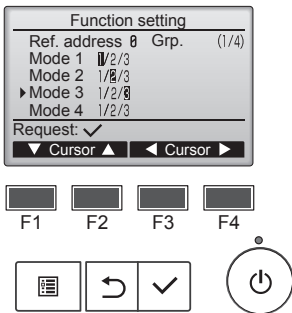 Function setting
Ref. address 0 Grp. (1/4)
Mode 1 1/2/3
Mode 2 1/2/3
Mode 3 1/2/3
Mode 4 1/2/3
Request: ✓
▼ Cursor ▲ ◀ Cursor ▶
F1 F2 F3 F4